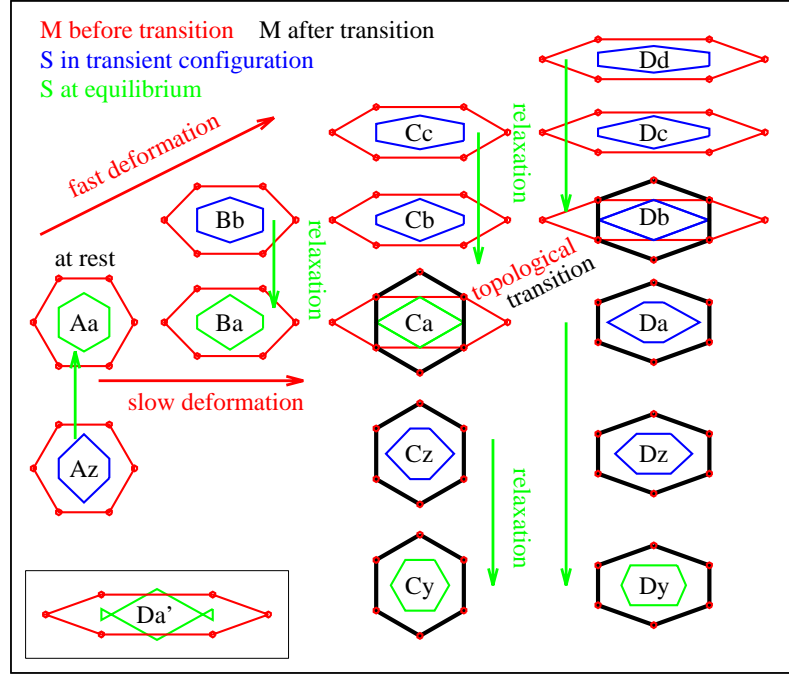 M before transition M after transition
S in transient configuration
S at equilibrium
Dd
fast deformation
Cc
relaxation
Dc
Bb
relaxation
Cb
Db
at rest
topological
transition
Aa
Ba
Ca
Da
slow deformation
Az
Cz
relaxation
Dz
Cy
Dy
Da’